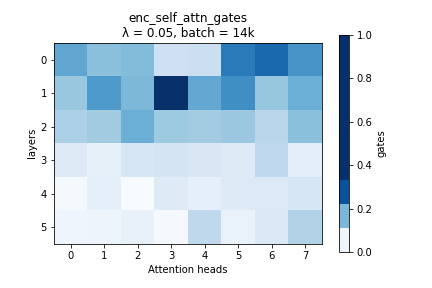 enc_self_attn_gates
λ = 0.05, batch = 14k
layers
0
1
2
3
4
5
0 1 2 3 4 5 6 7
Attention heads
1.0
0.8
0.6
0.4
0.2
0.0
gates